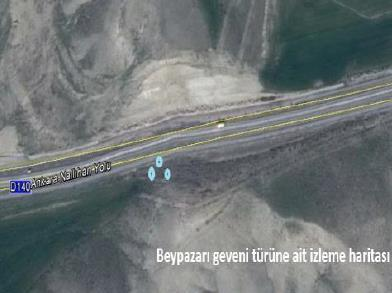 D140 Ankara Nallıhan Yolu
Beypazarı geveni türüne ait izleme haritası